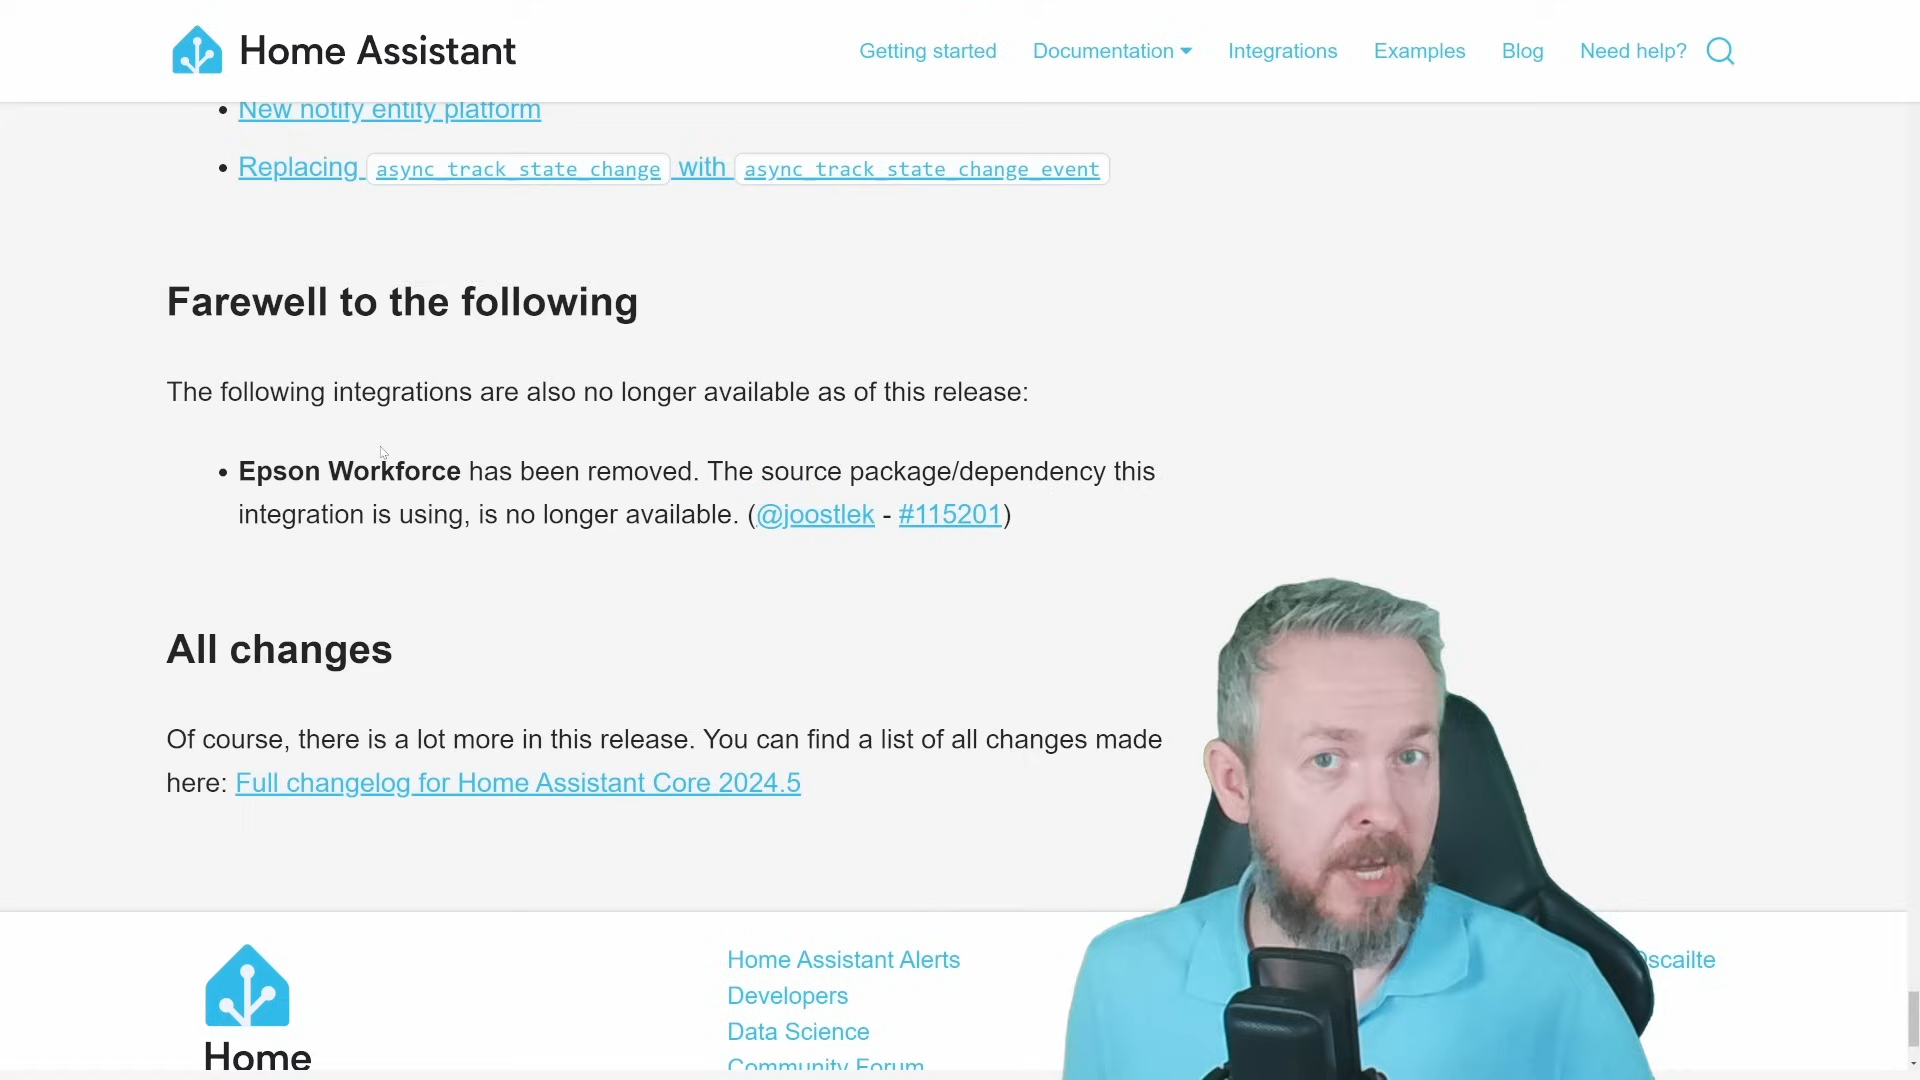 Home Assistant
Getting started Documentation Integrations Examples Blog Need help?
New notify entity platform
Replacing async_track_state_change with async_track_state_change_event
Farewell to the following
The following integrations are also no longer available as of this release:
Epson Workforce has been removed. The source package/dependency this
integration is using, is no longer available. (@joostlek - #115201)
All changes
Of course, there is a lot more in this release. You can find a list of all changes made
here: Full changelog for Home Assistant Core 2024.5
Home
Home Assistant Alerts
Developers
Data Science
Community Forum